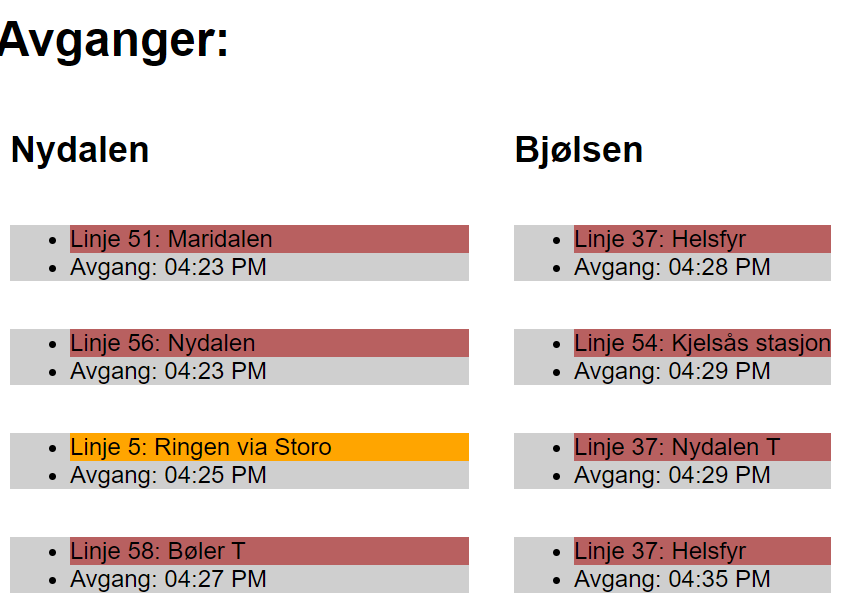 Avganger:
Nydalen
Linje 51: Maridalen
Avgang: 04:23 PM
Linje 56: Nydalen
Avgang: 04:23 PM
Linje 5: Ringen via Storo
Avgang: 04:25 PM
Linje 58: Bøler T
Avgang: 04:27 PM
Bjølsen
Linje 37: Helsfyr
Avgang: 04:28 PM
Linje 54: Kjelsås stasjon
Avgang: 04:29 PM
Linje 37: Nydalen T
Avgang: 04:29 PM
Linje 37: Helsfyr
Avgang: 04:35 PM